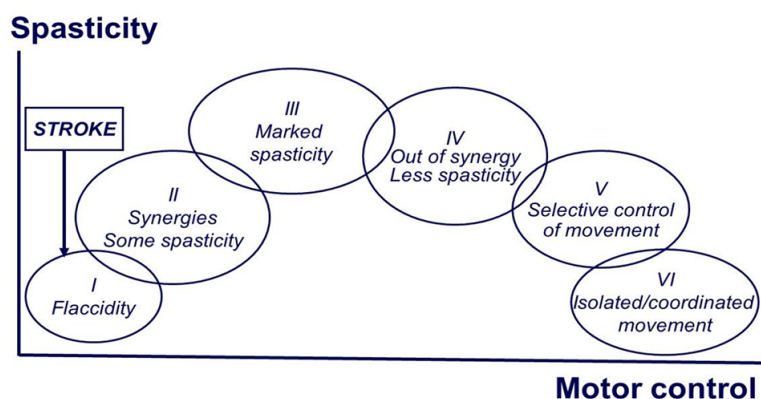 Spasticity
STROKE
I
Flaccidity
II
Synergies
Some spasticity
III
Marked
spasticity
IV
Out of synergy
Less spasticity
V
Selective control
of movement
VI
Isolated/coordinated
movement
Motor control